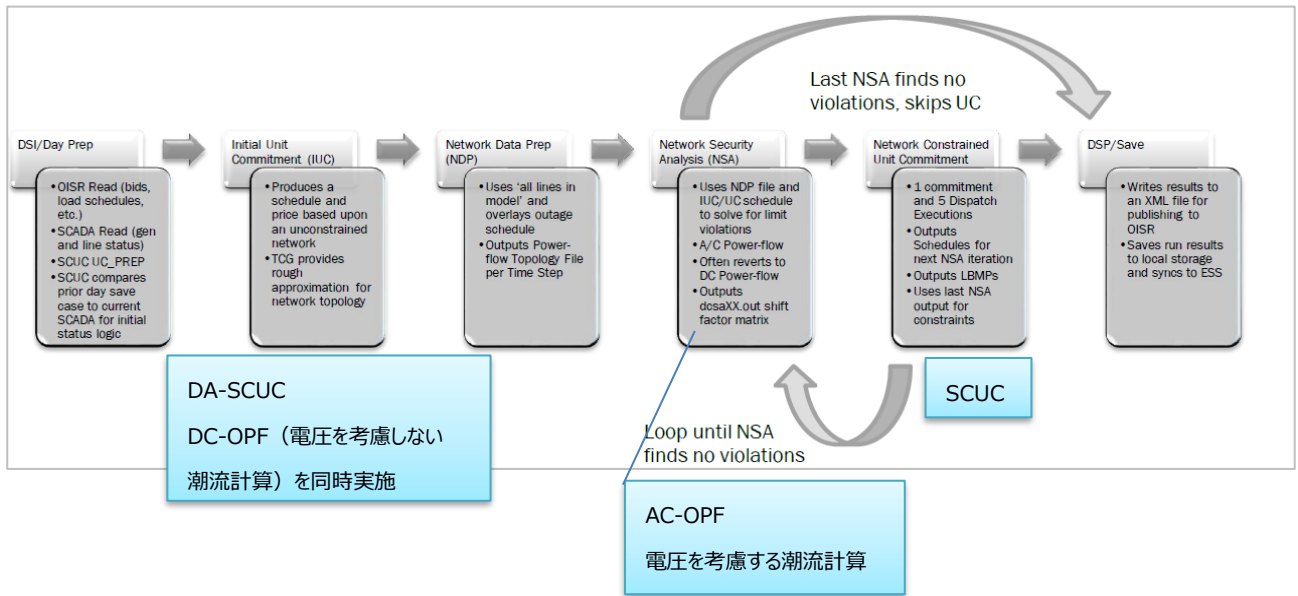 Last NSA finds no
violations, skips UC
DSI/Day Prep
•OISR Read (bids,
load schedules,
etc.)
•SCADA Read (gen
and line status)
•SCUC UC_PREP
•SCUC compares
prior day save
case to current
SCADA for initial
status logic
Initial Unit
Commitment (IUC)
•Produces a
schedule and
price based upon
an unconstrained
network
•TCG provides
rough
approximation for
network topology
Network Data Prep
(NDP)
•Uses 'all lines in
model' and
overlays outage
schedule
•Outputs Power-
flow Topology File
per Time Step
Network Security
Analysis (NSA)
•Uses NDP file and
IUC/UC schedule
to solve for limit
violations
•A/C Power-flow
•Often reverts to
DC Power-flow
•Outputs
dcsaXX.out shift
factor matrix
Network Constrained
Unit Commitment
•1 commitment
and 5 Dispatch
Executions
•Outputs
Schedules for
next NSA iteration
•Outputs LBMPs
•Uses last NSA
output for
constraints
DSP/Save
•Writes results to
an XML file for
publishing to
OISR
•Saves run results
to local storage
and syncs to ESS
DA-SCUC
DC-OPF（電圧を考慮しない
潮流計算）を同時実施
SCUC
Loop until NSA
finds no violations
AC-OPF
電圧を考慮する潮流計算